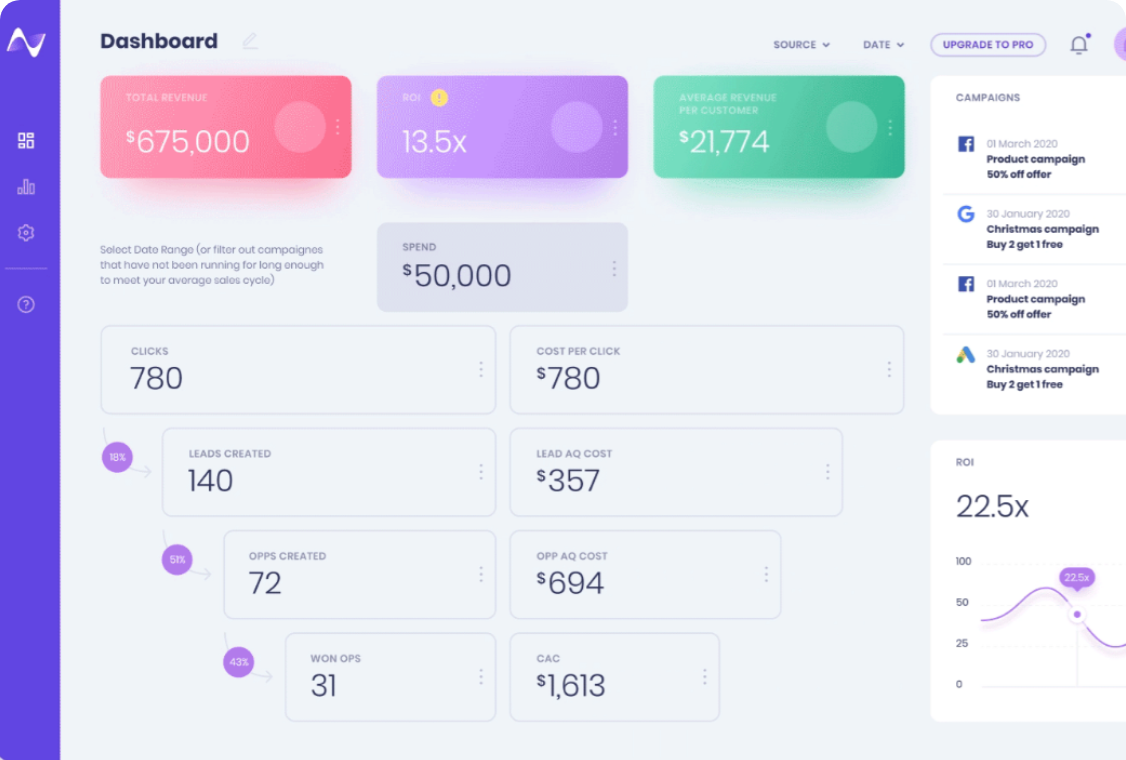 Dashboard
SOURCE
DATE
UPGRADE TO PRO
TOTAL REVENUE
$675,000
ROI !
13.5x
AVERAGE REVENUE
PER CUSTOMER
$21,774
Select Date Range (or filter out campaignes
that have not been running for long enough
to meet your average sales cycle)
SPEND
$50,000
CLICKS
780
COST PER CLICK
$780
18%
LEADS CREATED
140
LEAD AQ COST
$357
51%
OPPS CREATED
72
OPP AQ COST
$694
43%
WON OPS
31
CAC
$1,613
CAMPAIGNS
01 March 2020
Product campaign
50% off offer
30 January 2020
Christmas campaign
Buy 2 get 1 free
01 March 2020
Product campaign
50% off offer
30 January 2020
Christmas campaign
Buy 2 get 1 free
ROI
22.5x
100
22.5x
50
25
0
?